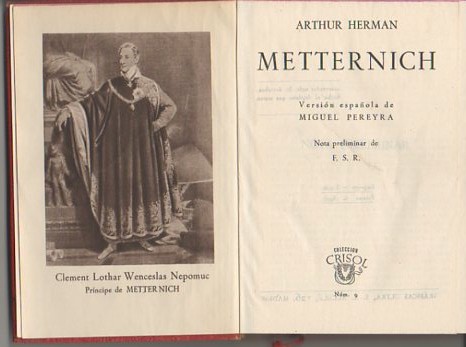 Clement Lothar Wenceslas Nepomuc
Príncipe de METTERNICH
ARTHUR HERMAN
METTERNICH
Versión española de
MIGUEL PEREYRA
Nota preliminar de
F. S. R.
COLECCION
CRISOL
Núm. 9